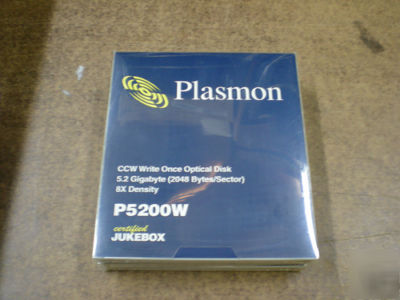 Plasmon
CCW Write Once Optical Disk
5.2 Gigabyte (2048 Bytes/Sector)
8X Density
P5200W
certified
JUKEBOX